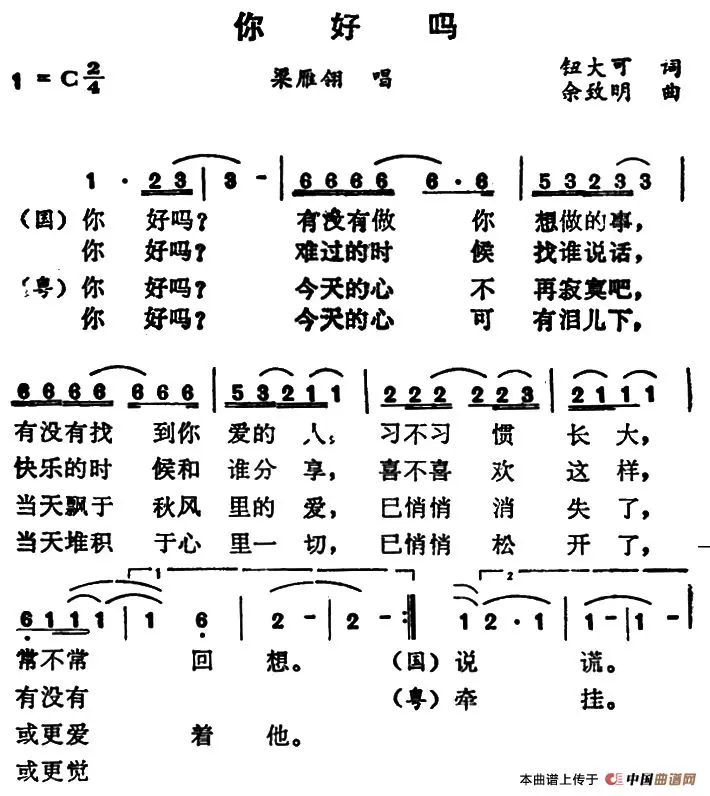 你好吗
1 = C 2/4
梁雁翎 唱
钮大可 词
余致明 曲
1 · 2 3 | 3 - | 6 6 6 6 6 · 6 | 5 3 2 3 3 |
（国）你 好吗？ 有没有做 你 想做的事，
你 好吗？ 难过的时 候 找谁说话，
（粤）你 好吗？ 今天的心 不 再寂寞吧，
你 好吗？ 今天的心 可 有泪儿下，
6 6 6 6 6 6 6 | 5 3 2 1 1 | 2 2 2 2 2 2 3 | 2 1 1 1 |
有没有找 到你 爱的 人； 习不习 惯 长 大，
快乐的时 候和 谁分 享， 喜不喜 欢 这 样，
当天飘于 秋风 里的 爱， 已悄悄 消 失 了，
当天堆积 于心 里一 切， 已悄悄 松 开 了，
1
2
6 1 1 1 | 1 6 | 2 - 2 - :| 1 | 2 · 1 | 1 - 1 - |
常不常 回 想。 （国）说 谎。
有没有 （粤）牵 挂。
或更爱 着 他。
或更觉
本曲谱上传于 中国曲谱网